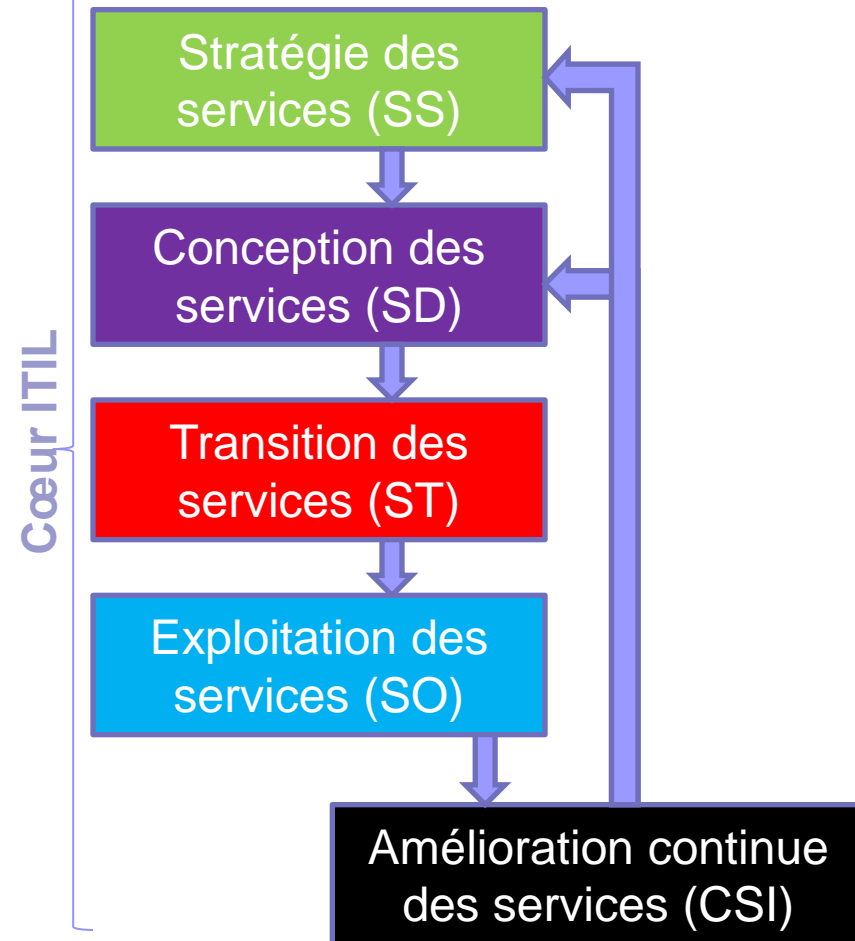 Stratégie des
services (SS)
Conception des
services (SD)
Cœur ITIL
Transition des
services (ST)
Exploitation des
services (SO)
Amélioration continue
des services (CSI)